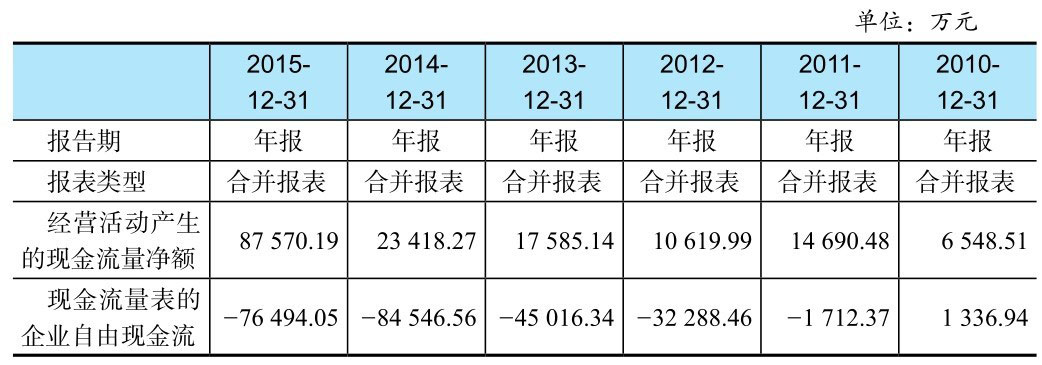 单位：万元
2015-12-31 2014-12-31 2013-12-31 2012-12-31 2011-12-31 2010-12-31
报告期 年报 年报 年报 年报 年报 年报
报表类型 合并报表 合并报表 合并报表 合并报表 合并报表 合并报表
经营活动产生的现金流量净额 87 570.19 23 418.27 17 585.14 10 619.99 14 690.48 6 548.51
现金流量表的企业自由现金流 −76 494.05 −84 546.56 −45 016.34 −32 288.46 −1 712.37 1 336.94